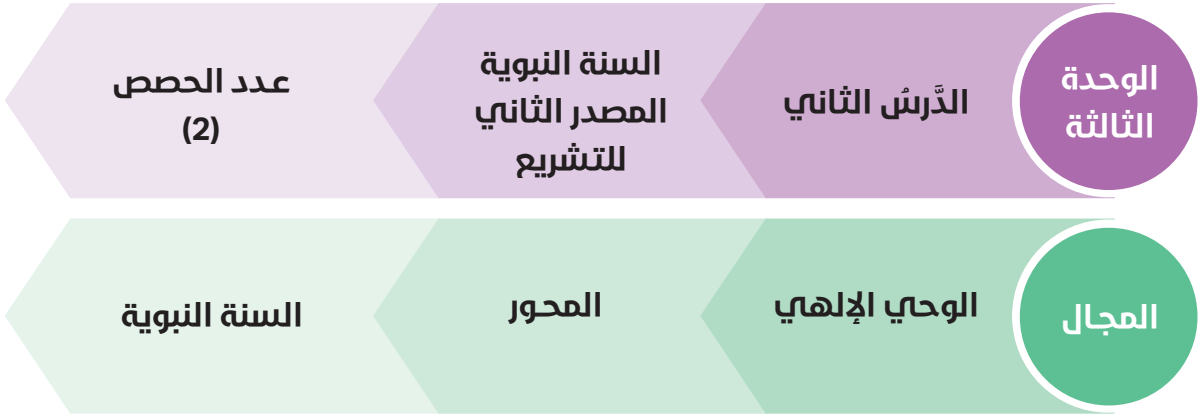 الوحدة
الثالثة
الدَّرسُ الثاني
السنة النبوية
المصدر الثاني
للتشريع
عدد الحصص
(2)
المجال
الوحي الإلهي
المحور
السنة النبوية